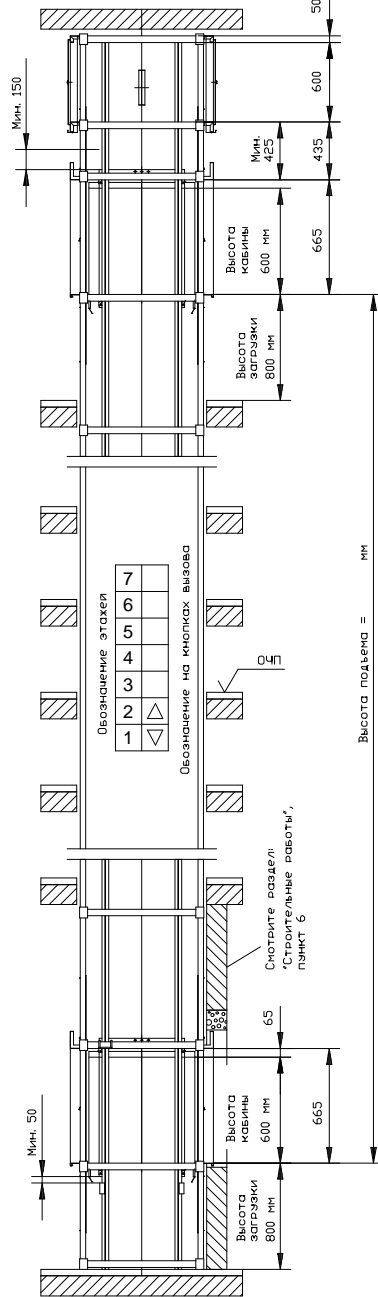 50
600
Мин. 150
Мин.
425
435
Высота
кабины
600 мм
665
Высота
загрузки
800 мм
Обозначение этажей
1 2 3 4 5 6 7
▽ △
Обозначение на кнопках вызова
ОЧП
Высота подъема = мм
Смотрите раздел:
"Строительные работы",
пункт 6
65
Мин. 50
Высота
кабины
600 мм
665
Высота
загрузки
800 мм